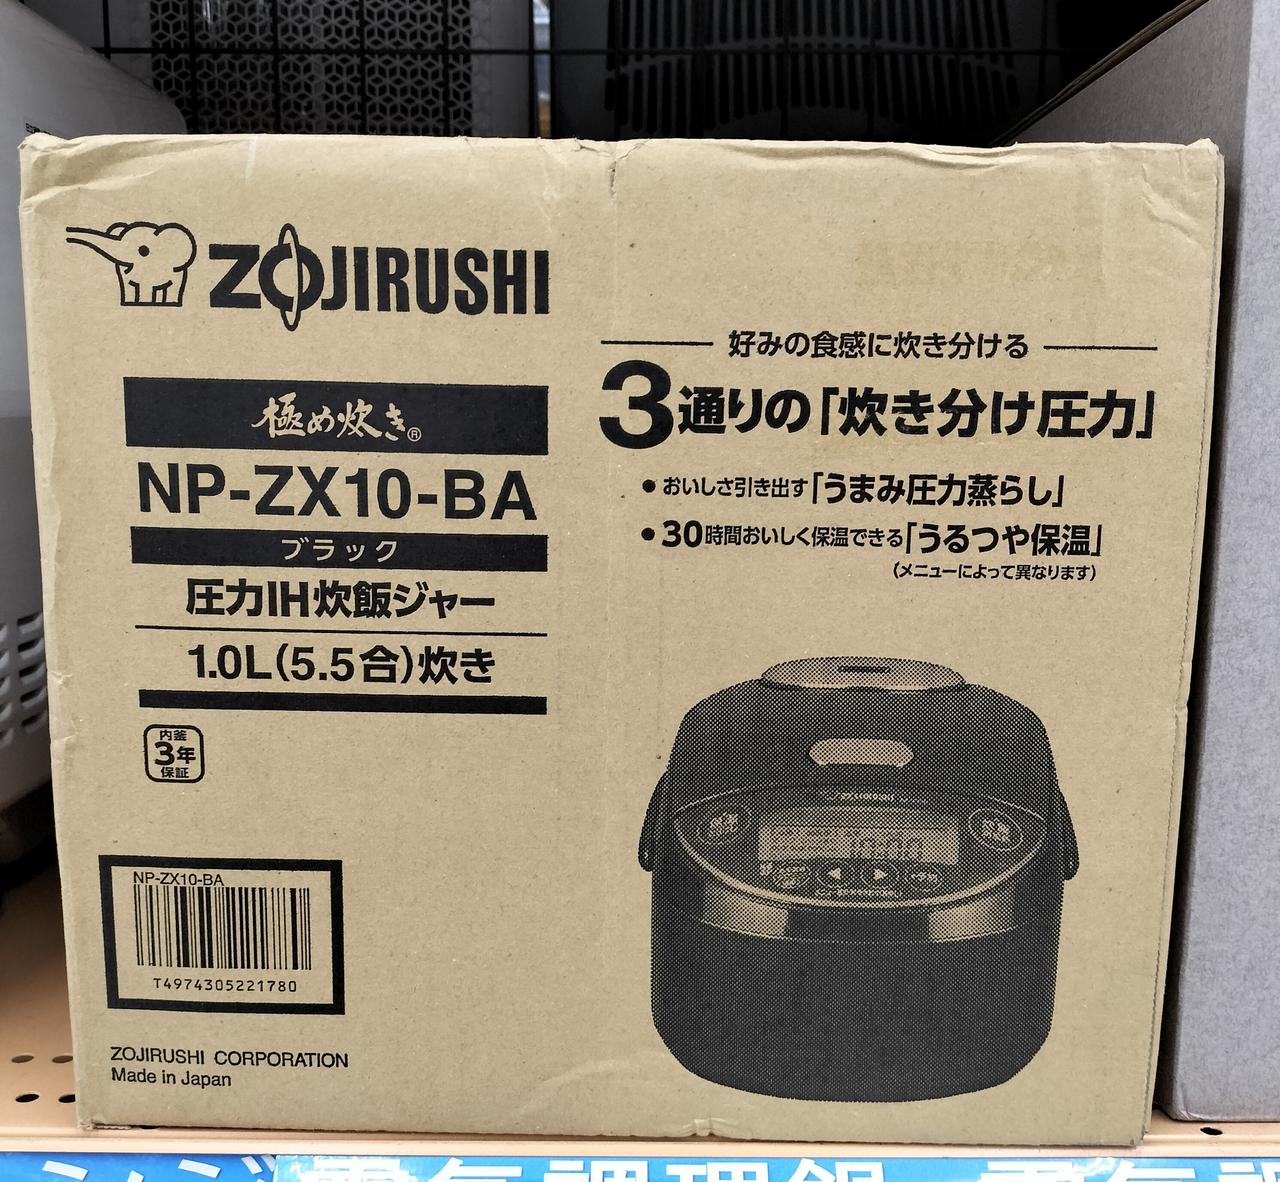 ZOJIRUSHI
極め炊き®
NP-ZX10-BA
ブラック
圧力IH炊飯ジャー
1.0L(5.5合)炊き
内釜
3年
保証
NP-ZX10-BA
T4974305221780
ZOJIRUSHI CORPORATION
Made in Japan
好みの食感に炊き分ける
3通りの「炊き分け圧力」
•おいしさ引き出す「うまみ圧力蒸らし」
•30時間おいしく保温できる「うるつや保温」
(メニューによって異なります)
ZOJIRUSHI